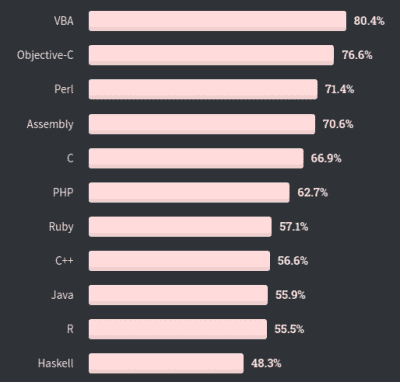 VBA 80.4%
Objective-C 76.6%
Perl 71.4%
Assembly 70.6%
C 66.9%
PHP 62.7%
Ruby 57.1%
C++ 56.6%
Java 55.9%
R 55.5%
Haskell 48.3%